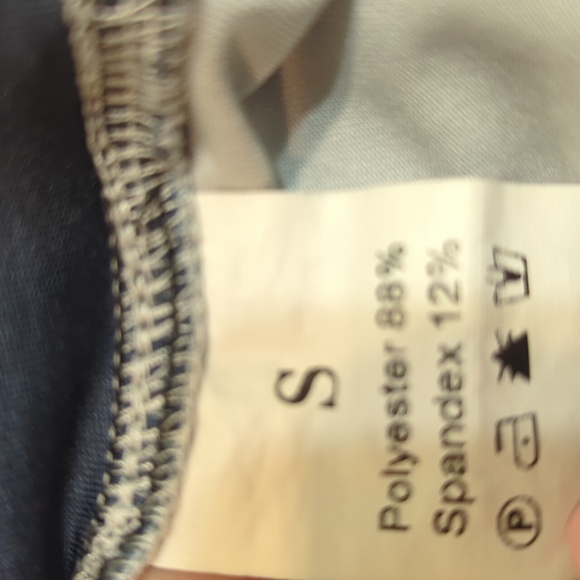 S
Polyester 88%
Spandex 12%
P